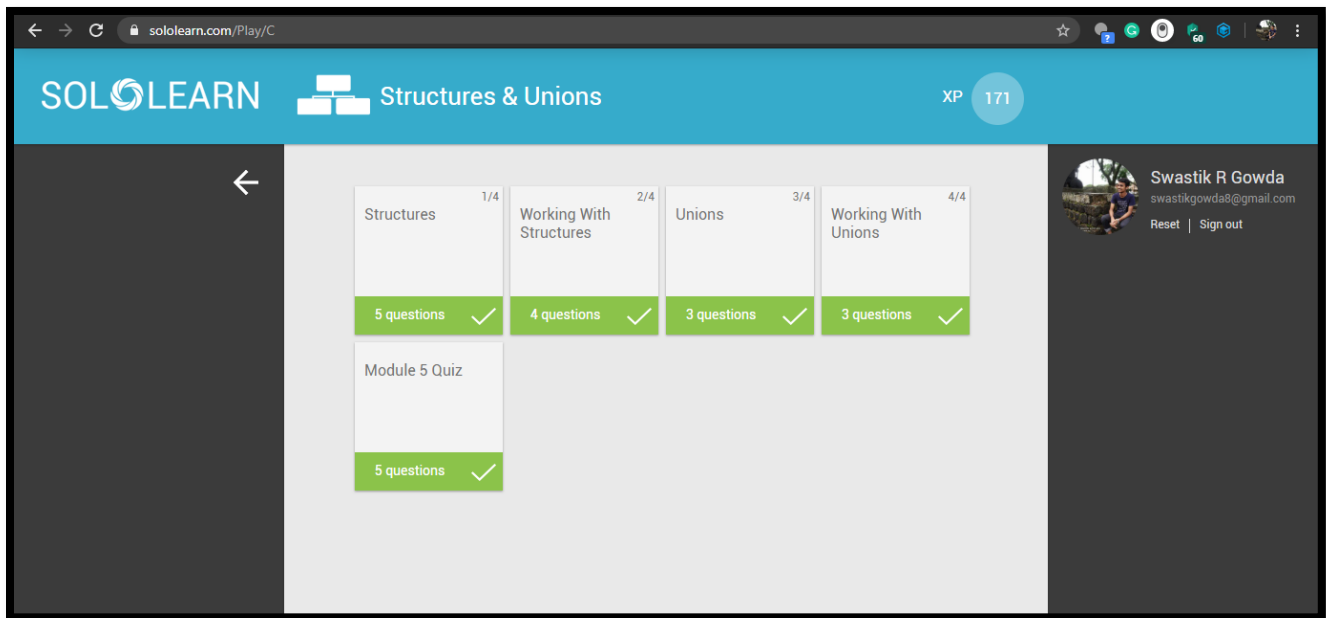 sololearn.com/Play/C
?
G
60
SOLOLEARN
Structures & Unions
XP 171
Swastik R Gowda
swastikgowda8@gmail.com
Reset | Sign out
1/4
Structures
5 questions
2/4
Working With
Structures
4 questions
3/4
Unions
3 questions
4/4
Working With
Unions
3 questions
Module 5 Quiz
5 questions